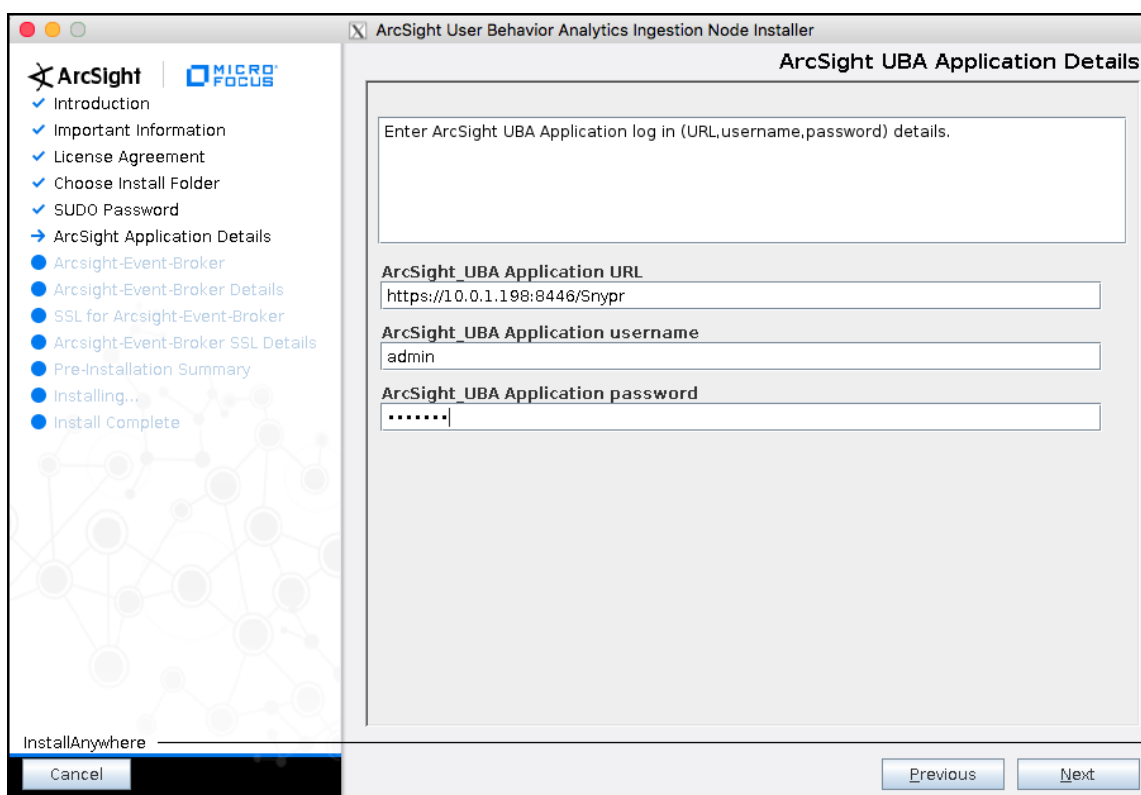 ArcSight User Behavior Analytics Ingestion Node Installer
ArcSight UBA Application Details
ArcSight
MICRO FOCUS
Introduction
Important Information
License Agreement
Choose Install Folder
SUDO Password
ArcSight Application Details
Arcsight-Event-Broker
Arcsight-Event-Broker Details
SSL for Arcsight-Event-Broker
Arcsight-Event-Broker SSL Details
Pre-Installation Summary
Installing...
Install Complete
Enter ArcSight UBA Application log in (URL,username,password) details.
ArcSight_UBA Application URL
https://10.0.1.198:8446/Snypr
ArcSight_UBA Application username
admin
ArcSight_UBA Application password
•••••••
InstallAnywhere
Cancel
Previous
Next